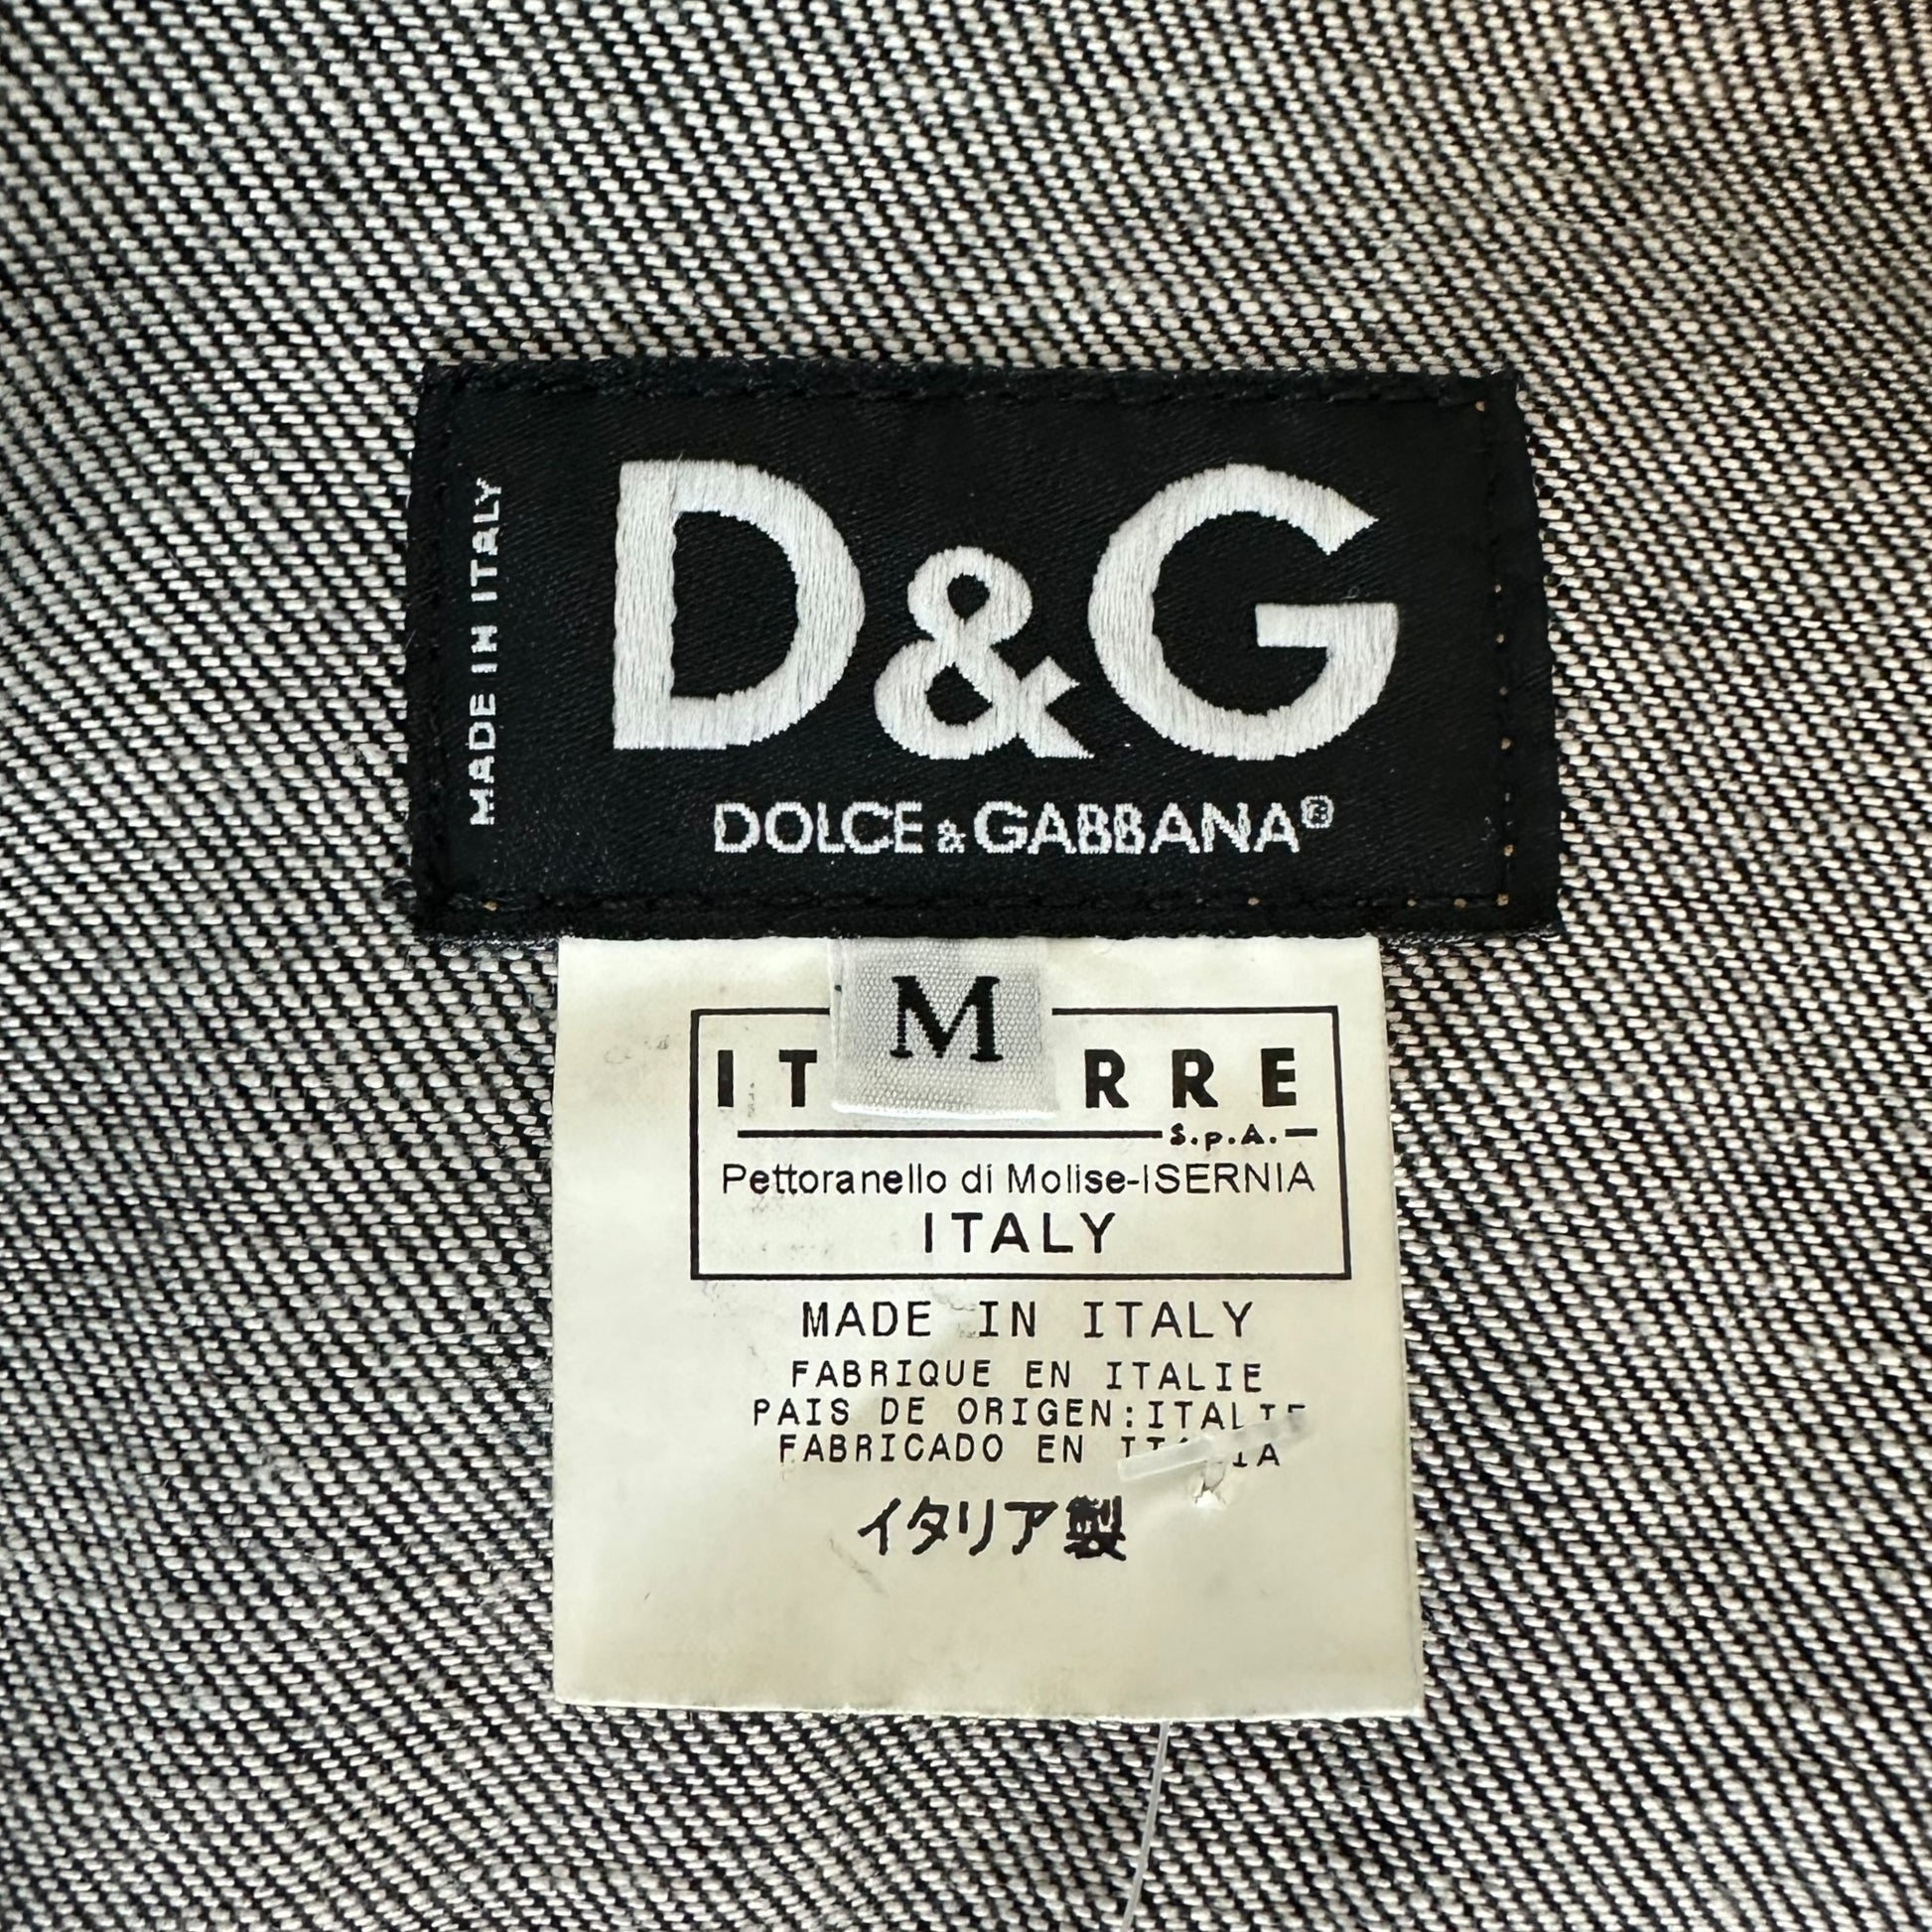 MADE IN ITALY
D&G
DOLCE & GABBANA®
M
IT RRE
S.p.A.
Pettoranello di Molise-ISERNIA
ITALY
MADE IN ITALY
FABRIQUE EN ITALIE
PAIS DE ORIGEN:ITALIE
FABRICADO EN
イタリア製